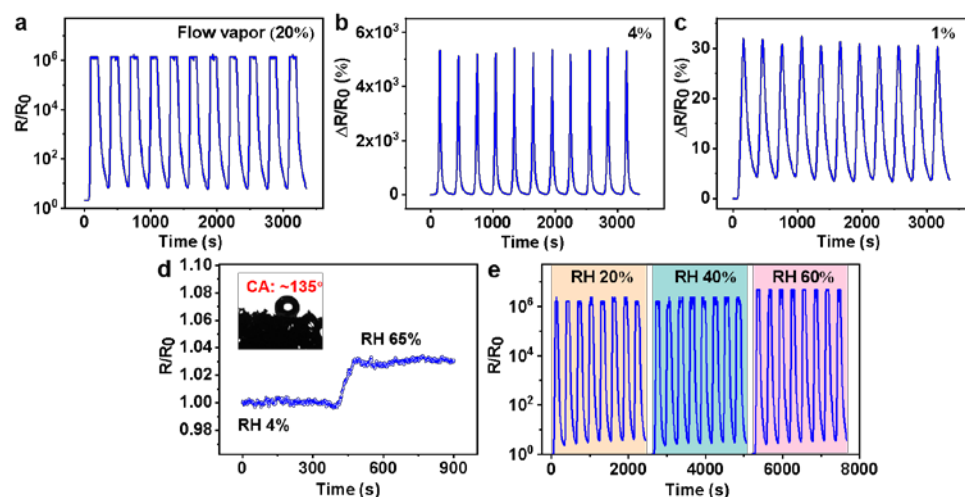 a
Flow vapor (20%)
R/R0
10^6
10^4
10^2
10^0
0 1000 2000 3000
Time (s)
b
4%
ΔR/R0 (%)
6x10^3
4x10^3
2x10^3
0
0 1000 2000 3000
Time (s)
c
1%
ΔR/R0 (%)
30
20
10
0
0 1000 2000 3000
Time (s)
d
R/R0
1.10
1.08
1.06
1.04
1.02
1.00
0.98
CA: ~135°
RH 65%
RH 4%
0 300 600 900
Time (s)
e
RH 20% RH 40% RH 60%
R/R0
10^6
10^4
10^2
10^0
0 2000 4000 6000 8000
Time (s)